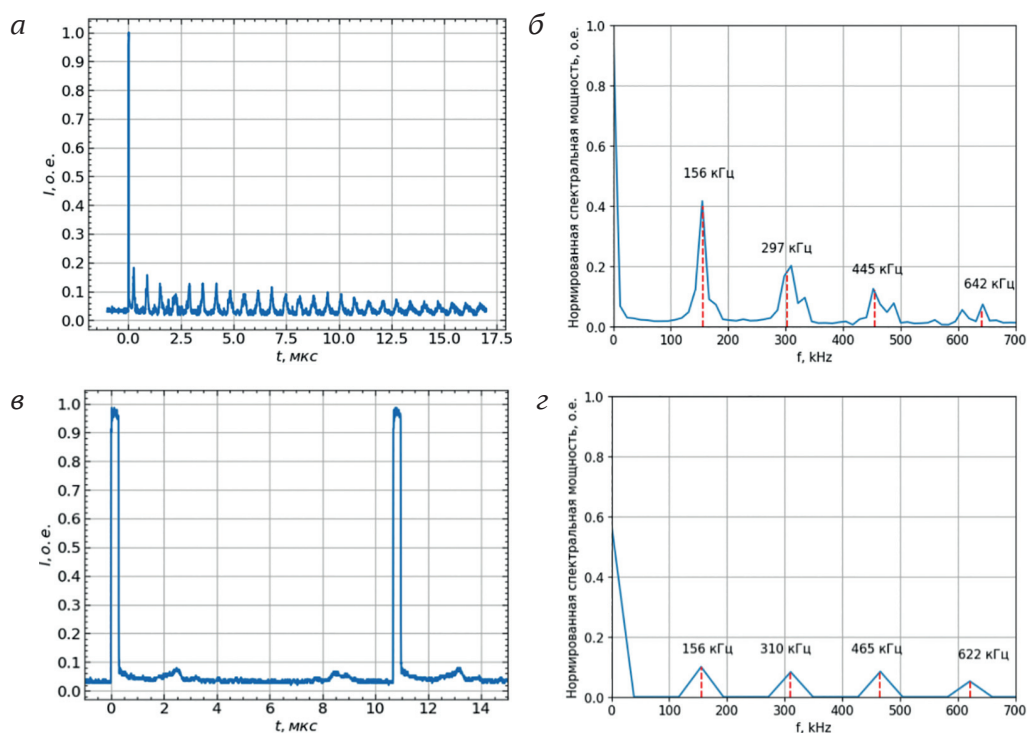 а
I, о.е.
1.0
0.9
0.8
0.7
0.6
0.5
0.4
0.3
0.2
0.1
0.0
0 2.5 5.0 7.5 10.0 12.5 15.0 17.5
t, мкс
б
Нормированная спектральная мощность, о.е.
1.0
0.8
0.6
0.4
0.2
0.0
156 кГц
297 кГц
445 кГц
642 кГц
0 100 200 300 400 500 600 700
f, kHz
в
I, о.е.
1.0
0.9
0.8
0.7
0.6
0.5
0.4
0.3
0.2
0.1
0.0
0 2 4 6 8 10 12 14
t, мкс
г
Нормированная спектральная мощность, о.е.
1.0
0.8
0.6
0.4
0.2
0.0
156 кГц
310 кГц
465 кГц
622 кГц
0 100 200 300 400 500 600 700
f, kHz